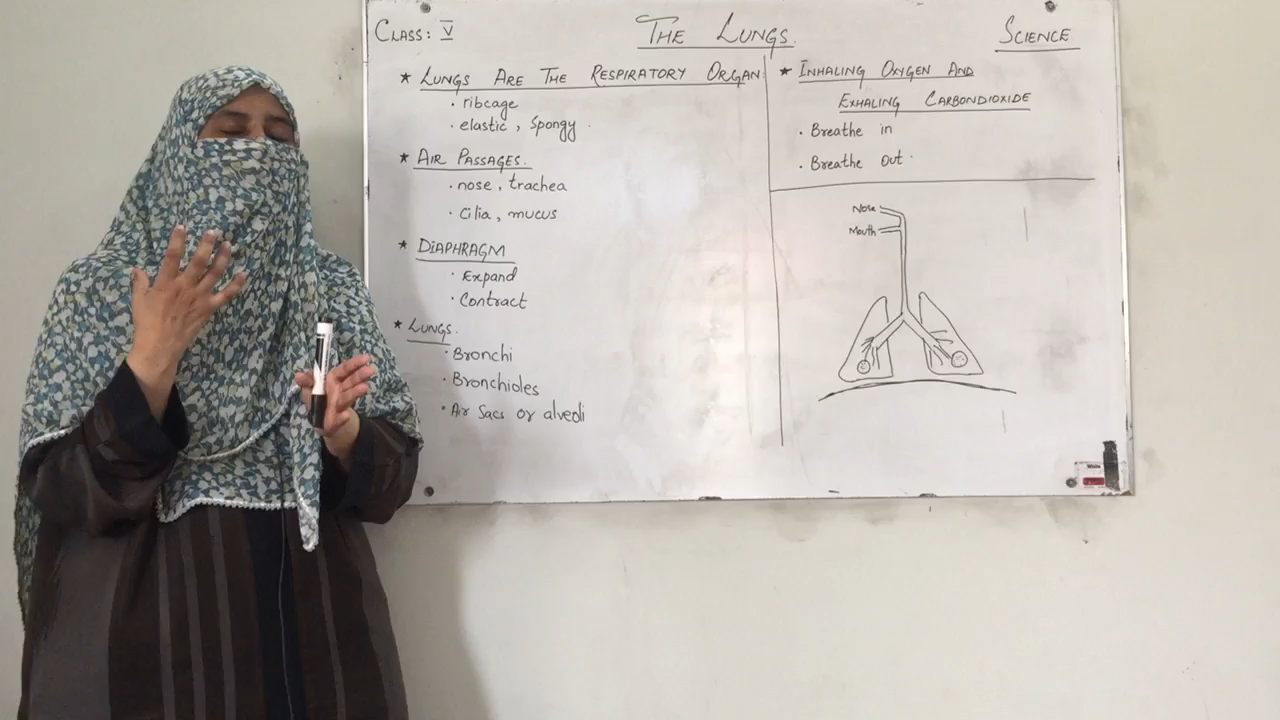 CLASS: V
THE LUNGS.
SCIENCE
* LUNGS ARE THE RESPIRATORY ORGAN.
· ribcage
· elastic, spongy.
* AIR PASSAGES.
· nose, trachea
· cilia, mucus
* DIAPHRAGM
· Expand
· Contract
* LUNGS.
· Bronchi
· Bronchioles
· Air Sacs or alveoli
* INHALING OXYGEN AND
EXHALING CARBONDIOXIDE
· Breathe in
· Breathe out.
Nose
Mouth